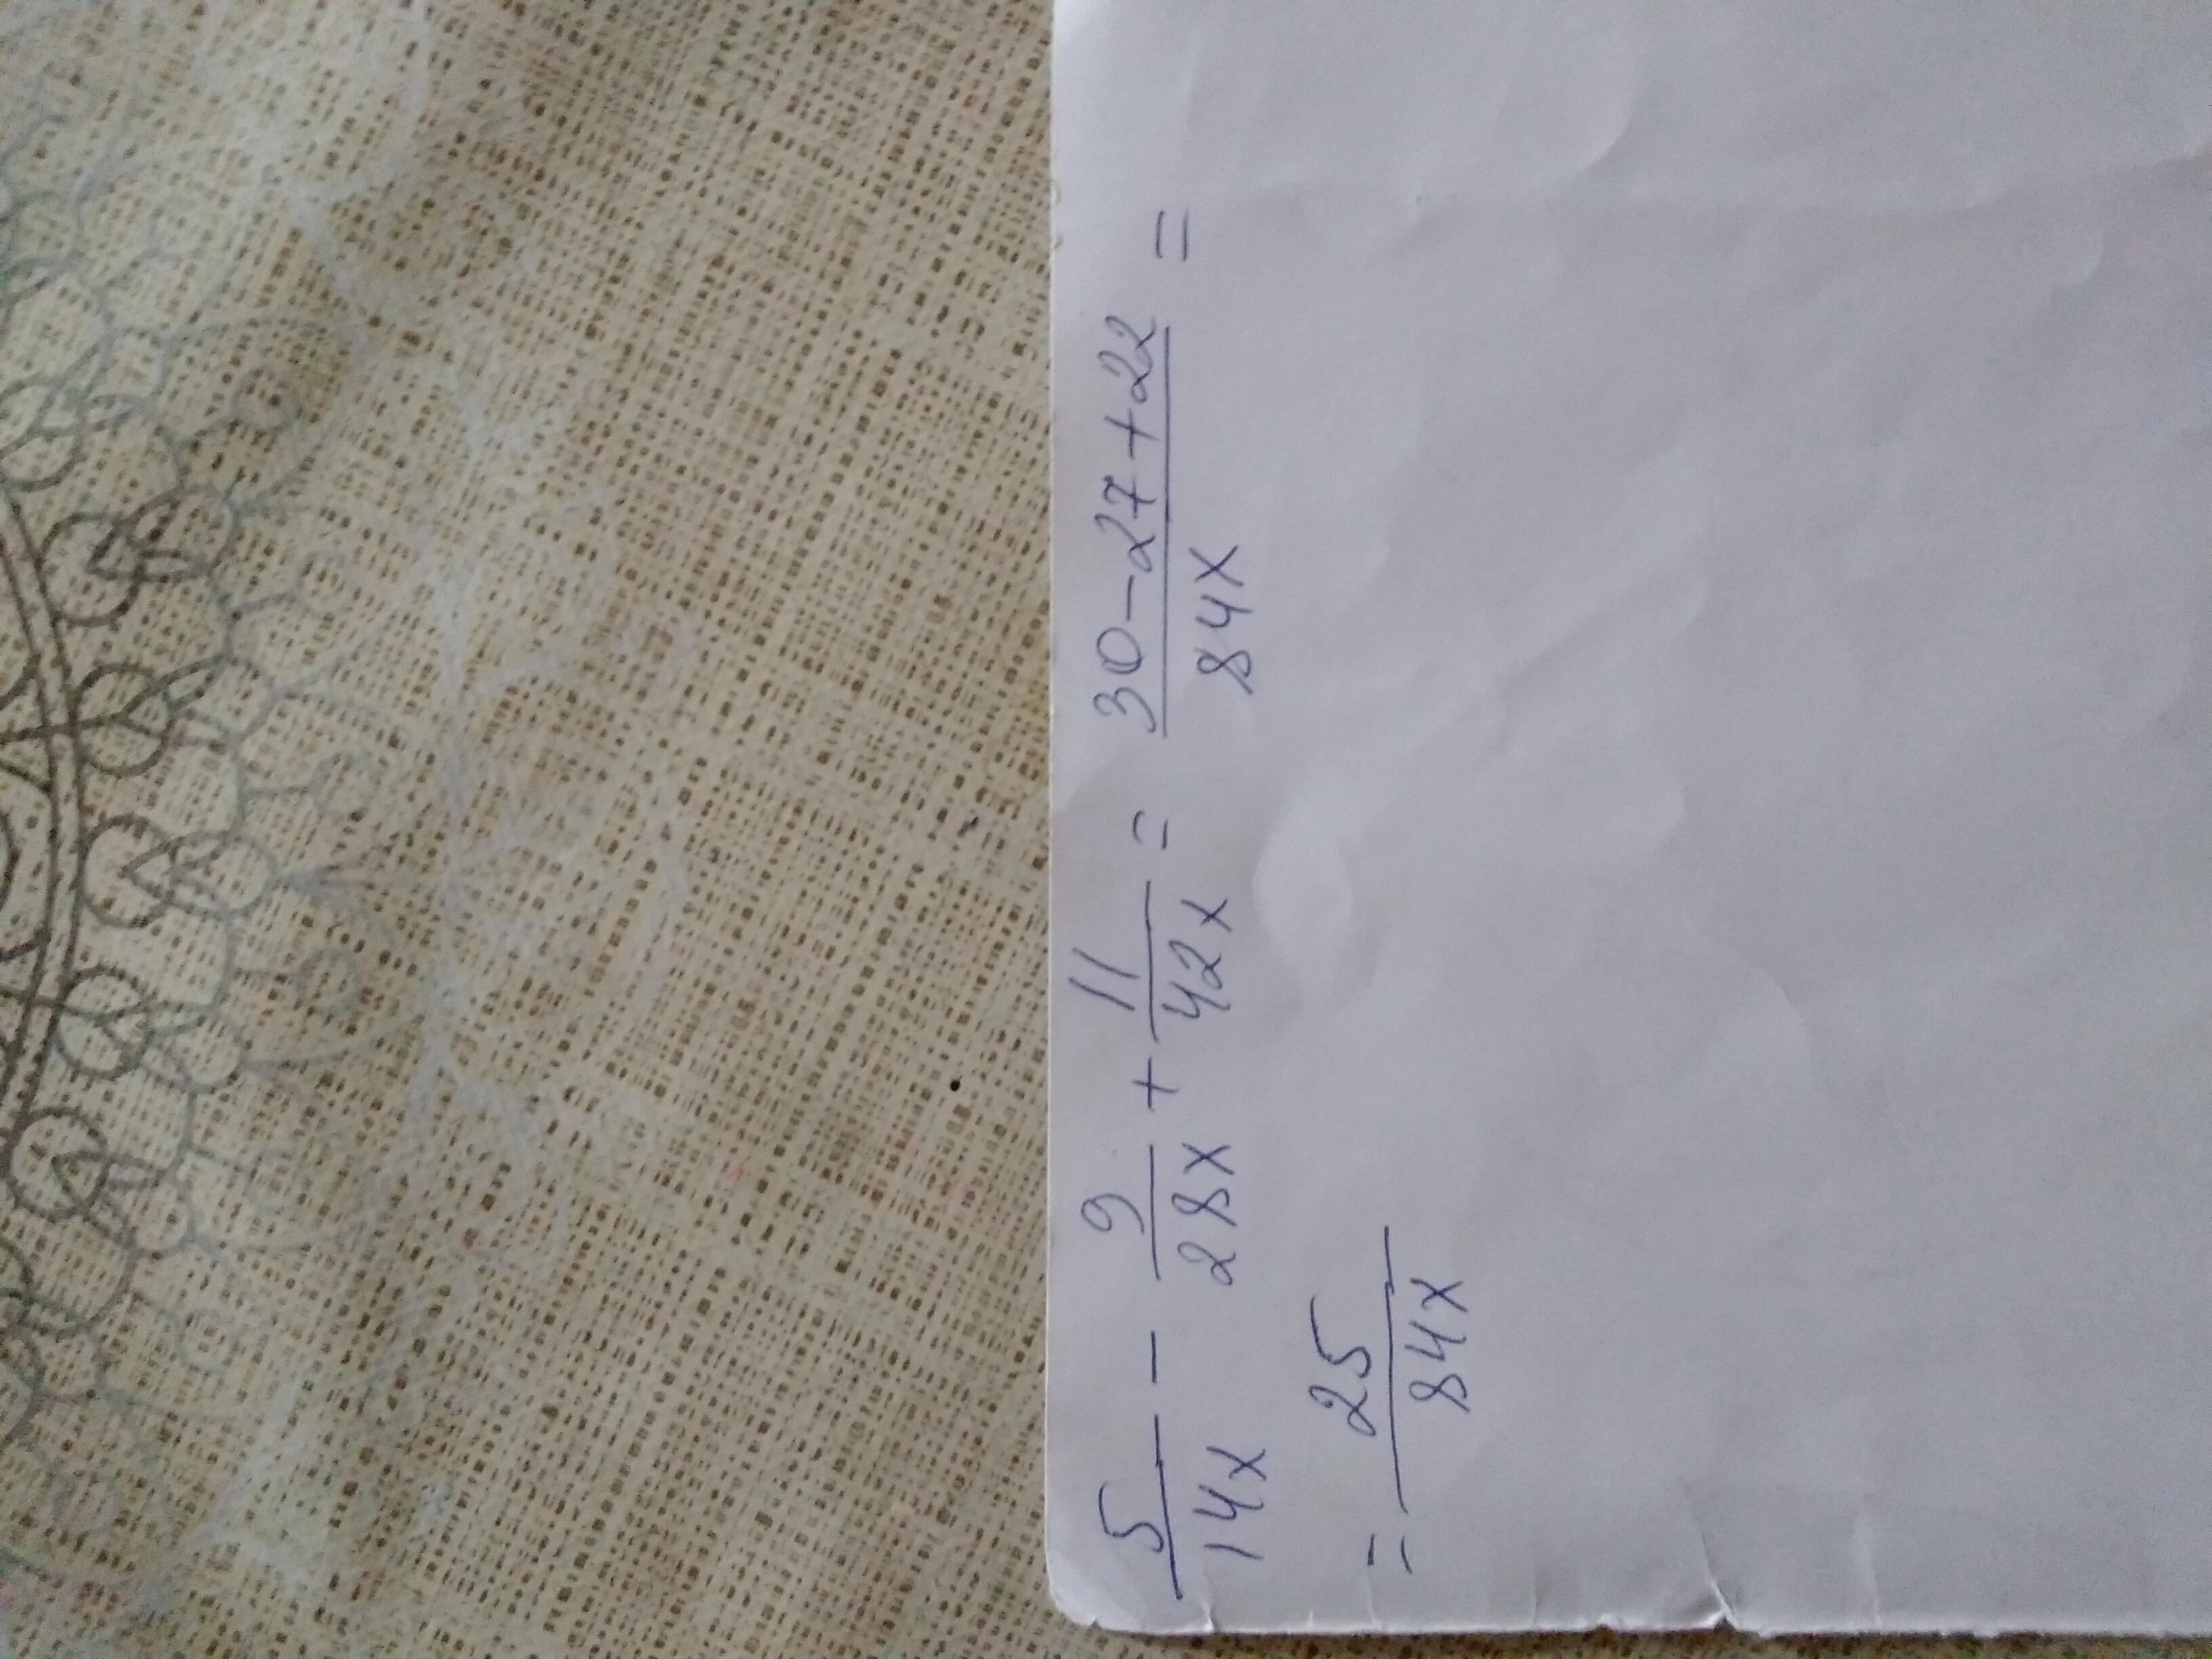 5/14x - 9/28x + 11/42x = 30-27+22/84x =
= 25/84x